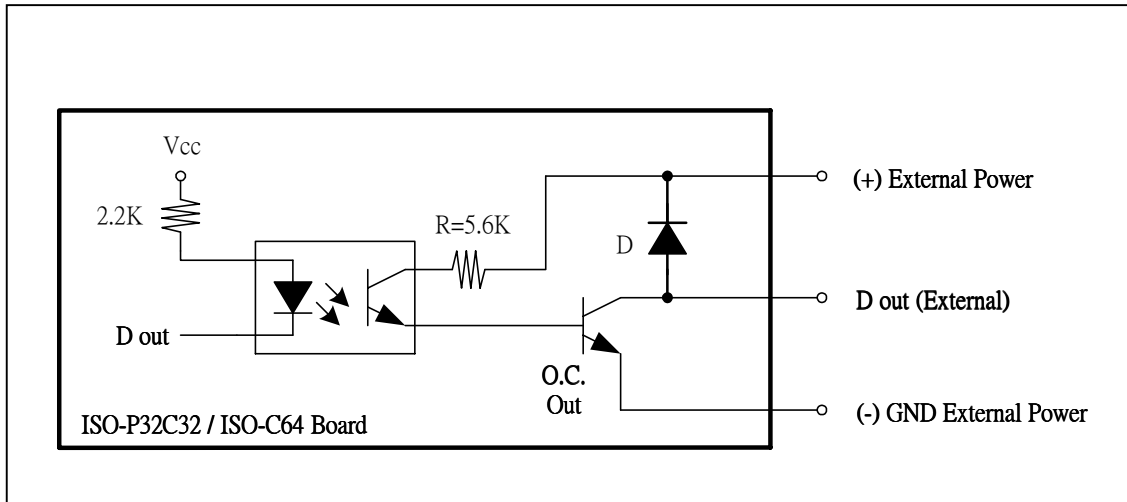 Vcc
2.2K
R=5.6K
(+) External Power
D
D out (External)
D out
O.C.
Out
(-) GND External Power
ISO-P32C32 / ISO-C64 Board